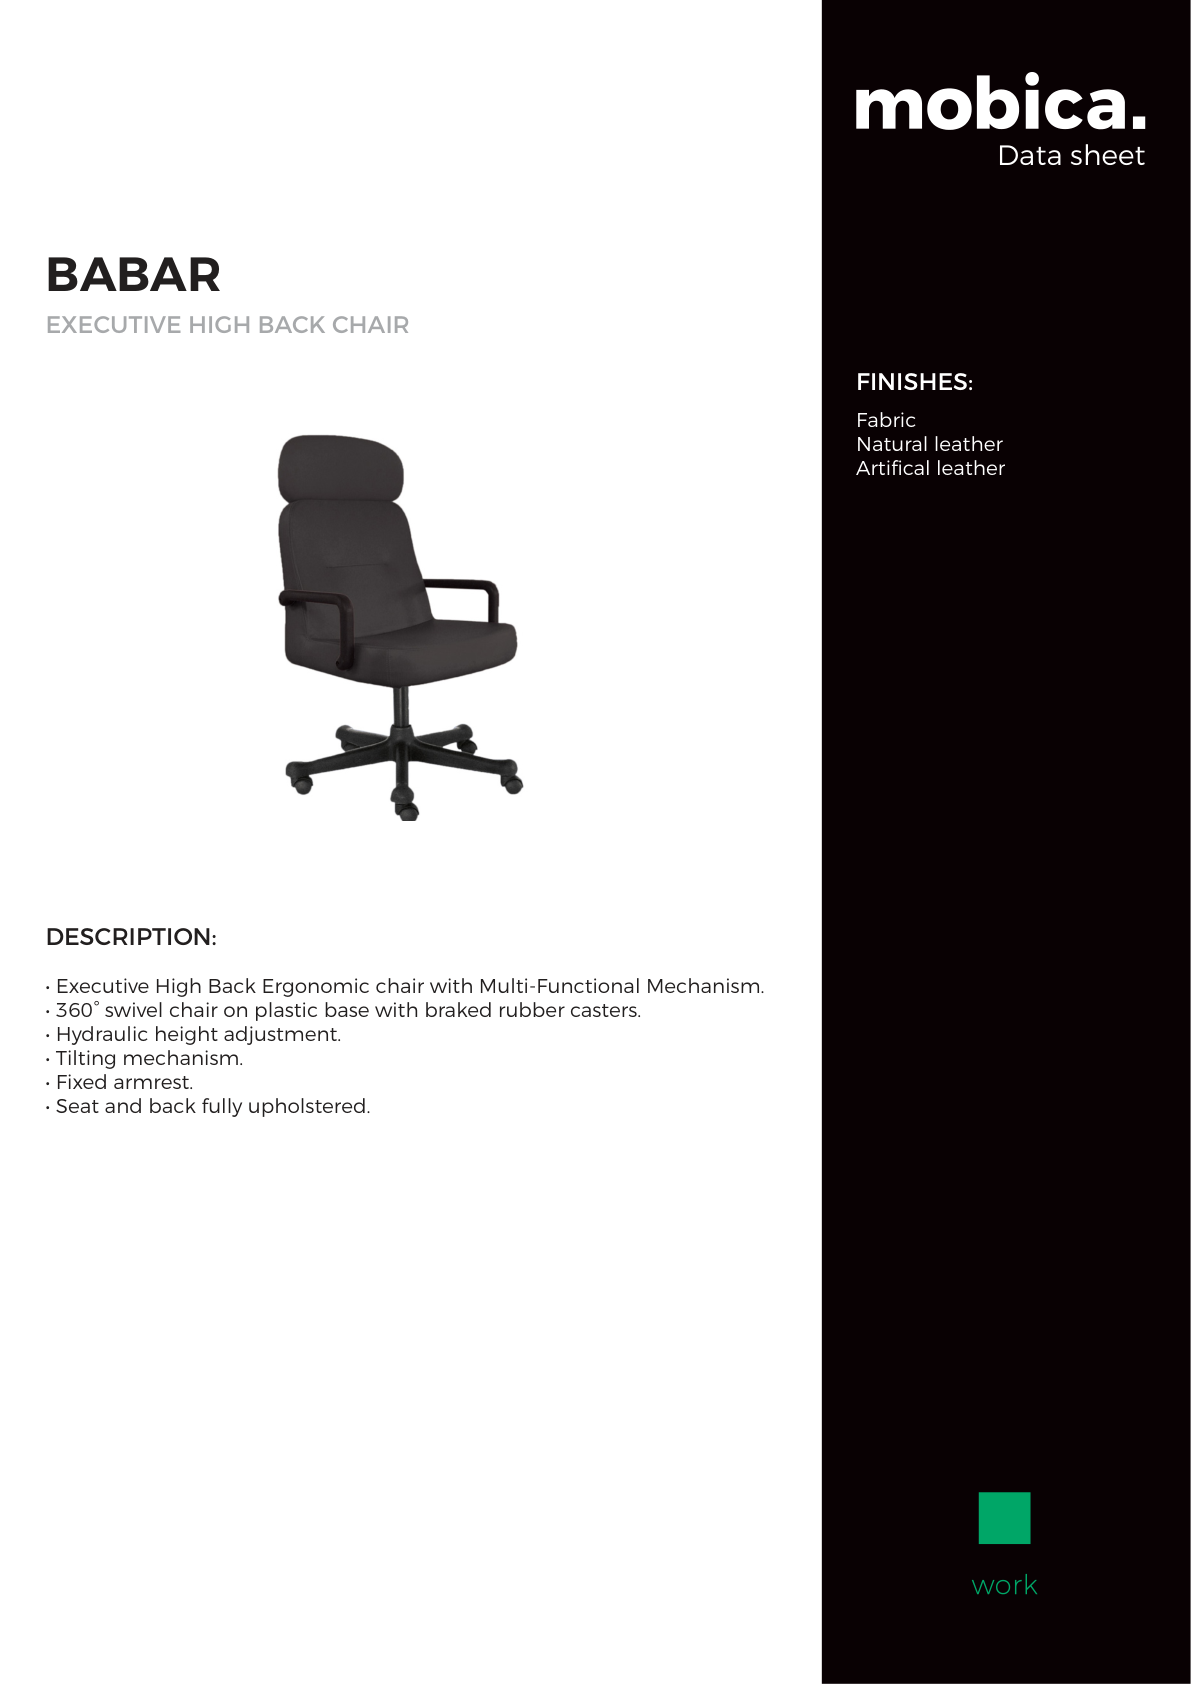 mobica.
Data sheet
BABAR
EXECUTIVE HIGH BACK CHAIR
FINISHES:
Fabric
Natural leather
Artifical leather
DESCRIPTION:
• Executive High Back Ergonomic chair with Multi-Functional Mechanism.
• 360° swivel chair on plastic base with braked rubber casters.
• Hydraulic height adjustment.
• Tilting mechanism.
• Fixed armrest.
• Seat and back fully upholstered.
work